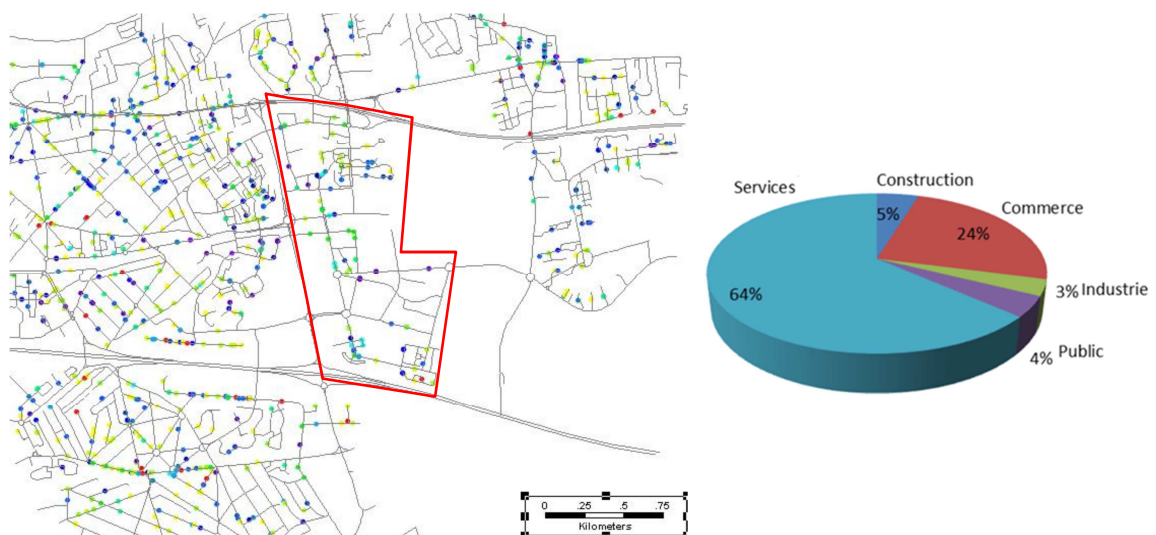 Services
Construction
Commerce
5%
24%
64%
3% Industrie
4% Public
0 .25 .5 .75
Kilometers